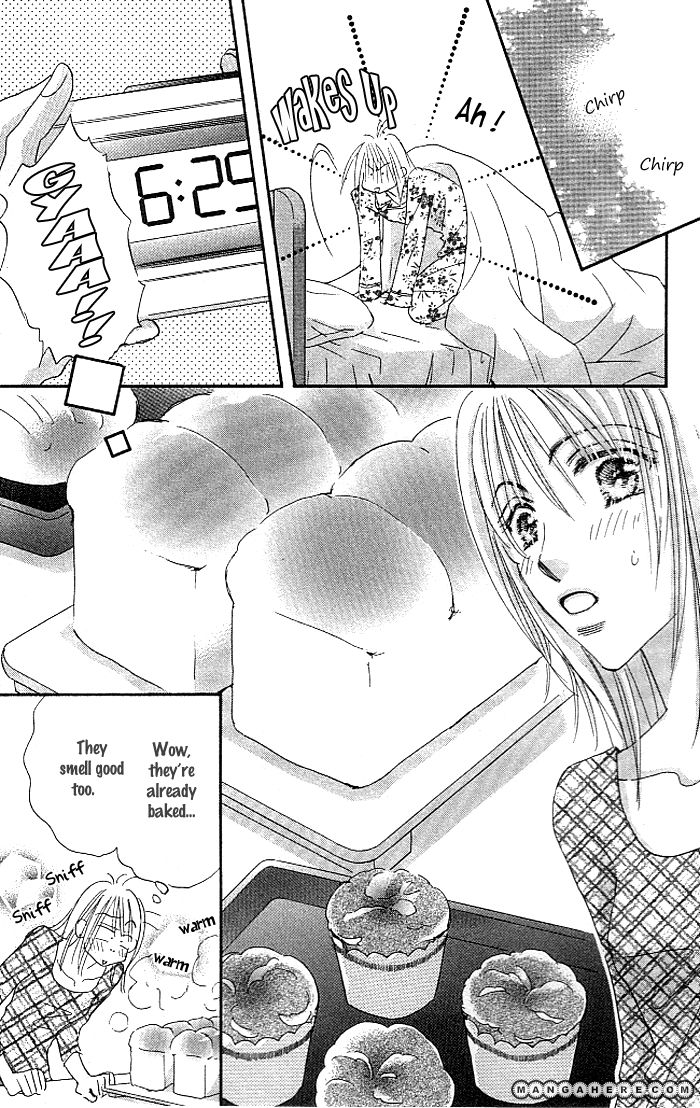 Chirp
Chirp
Wakes Up
Ah!
6:29
GYAAA!!
Wow,
they're
already
baked...
They
smell good
too.
Sniff
Sniff
warm
warm
MANGAHERE.COM